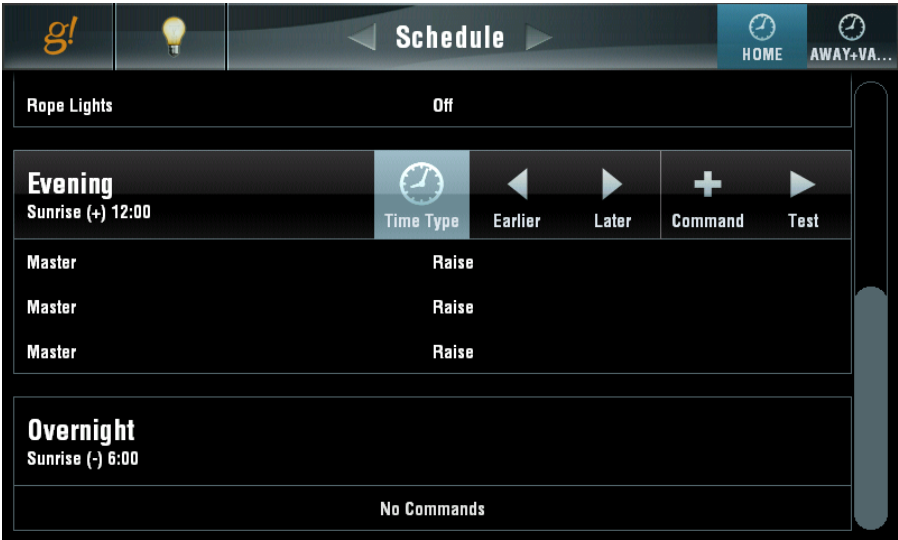 g!
Schedule
HOME
AWAY+VA...
Rope Lights Off
Evening
Sunrise (+) 12:00
Time Type Earlier Later Command Test
Master Raise
Master Raise
Master Raise
Overnight
Sunrise (-) 6:00
No Commands